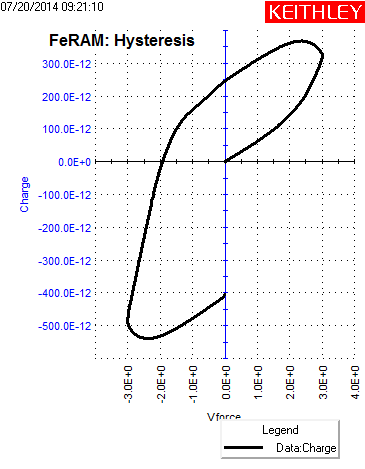 07/20/2014 09:21:10
KEITHLEY
FeRAM: Hysteresis
300.0E-12
200.0E-12
100.0E-12
0.0E+0
-100.0E-12
-200.0E-12
-300.0E-12
-400.0E-12
-500.0E-12
Charge
-3.0E+0
-2.0E+0
-1.0E+0
0.0E+0
1.0E+0
2.0E+0
3.0E+0
4.0E+0
Vforce
Legend
Data:Charge